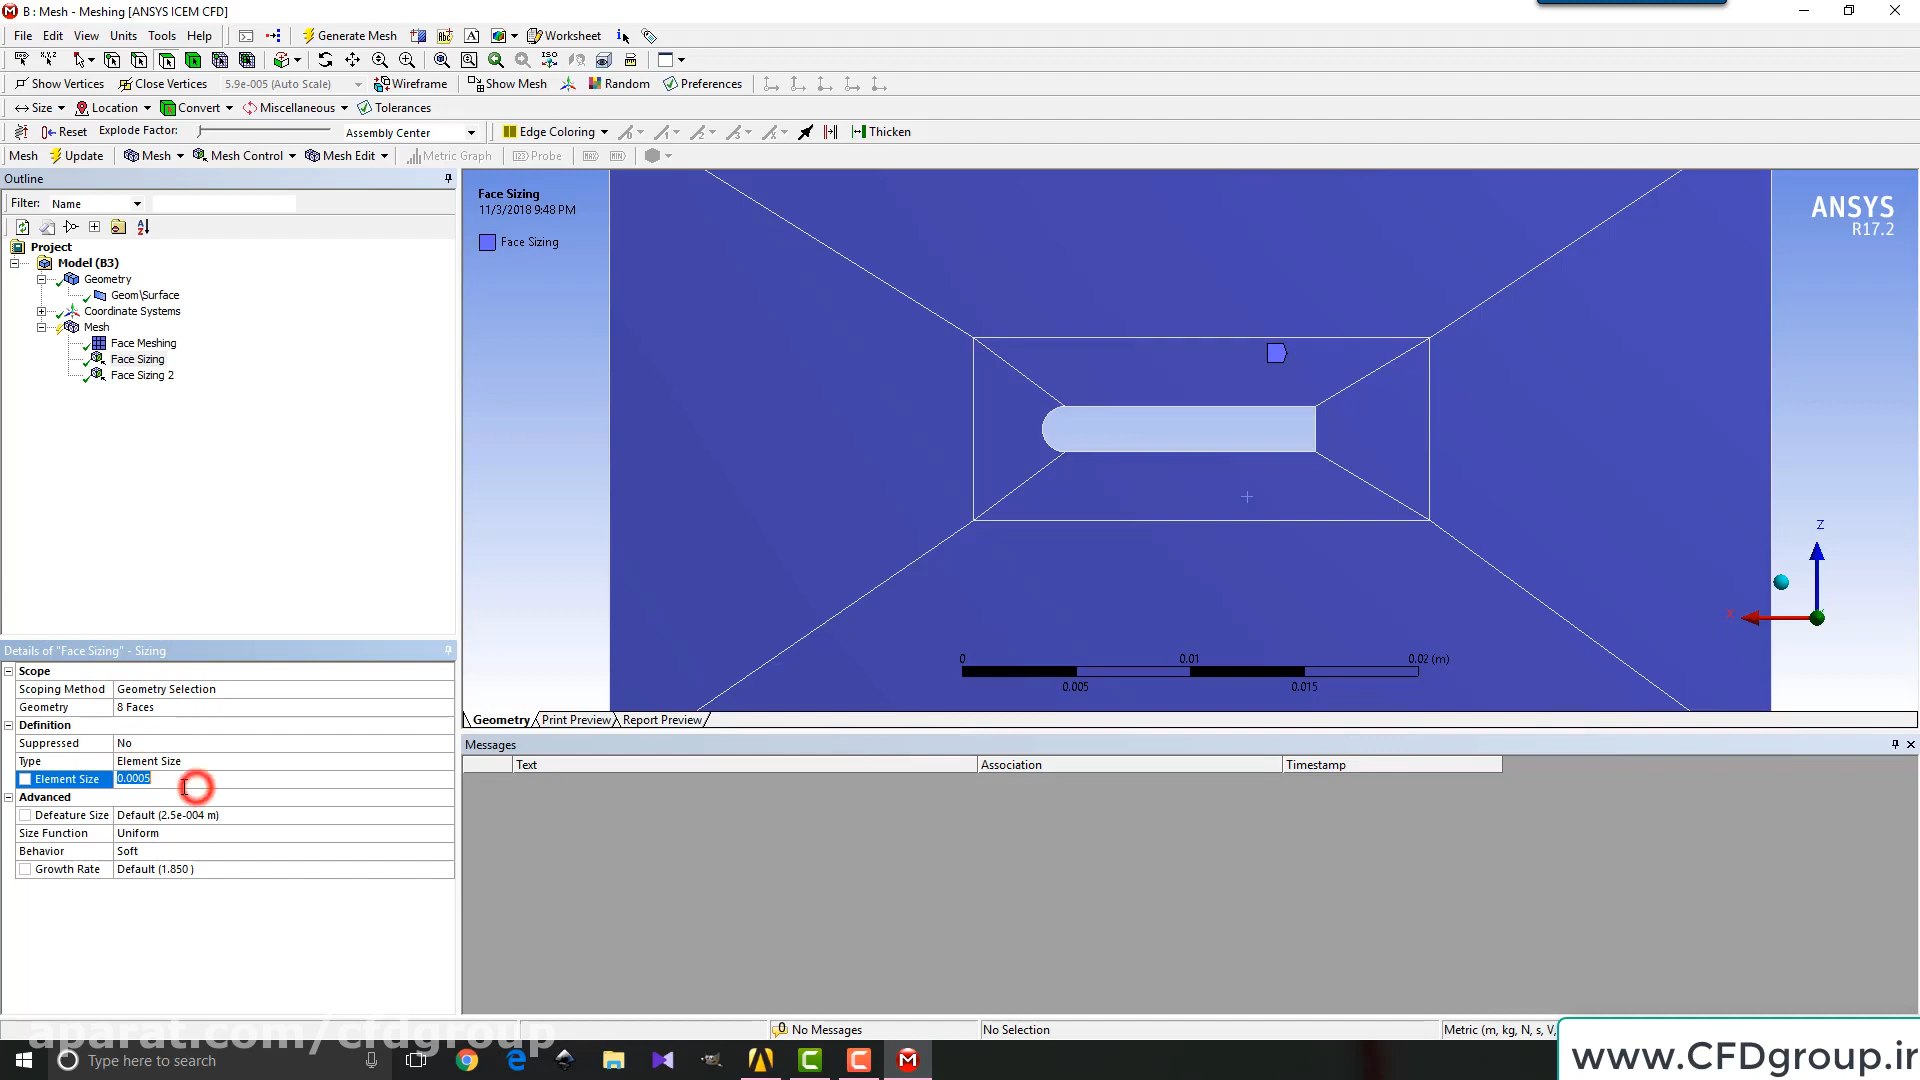 B : Mesh - Meshing [ANSYS ICEM CFD]
File Edit View Units Tools Help Generate Mesh Worksheet
Show Vertices Close Vertices 5.9e-005 (Auto Scale) Wireframe Show Mesh Random Preferences
Size Location Convert Miscellaneous Tolerances
Reset Explode Factor: Assembly Center Edge Coloring Thicken
Mesh Update Mesh Mesh Control Mesh Edit Metric Graph Probe
Outline
Filter: Name
Project
Model (B3)
Geometry
Geom\Surface
Coordinate Systems
Mesh
Face Meshing
Face Sizing
Face Sizing 2
Details of "Face Sizing" - Sizing
Scope
Scoping Method Geometry Selection
Geometry 8 Faces
Definition
Suppressed No
Type Element Size
Element Size 0.0005
Advanced
Defeature Size Default (2.5e-004 m)
Size Function Uniform
Behavior Soft
Growth Rate Default (1.850 )
Face Sizing
11/3/2018 9:48 PM
Face Sizing
ANSYS
R17.2
Z
X
0 0.01 0.02 (m)
0.005 0.015
Geometry Print Preview Report Preview
Messages
Text Association Timestamp
No Messages No Selection Metric (m, kg, N, s, V,
aparat.com/cfdgroup
Type here to search
www.CFDgroup.ir